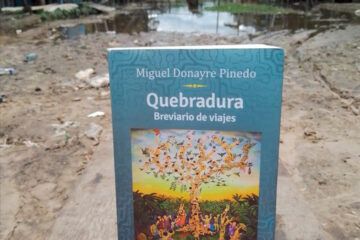 Miguel Donayre Pinedo
Quebradura
Breviario de viajes